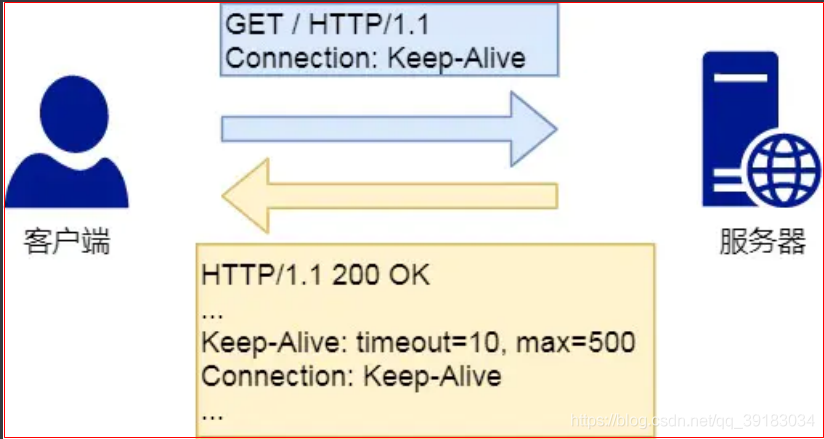 GET / HTTP/1.1
Connection: Keep-Alive
客户端
服务器
HTTP/1.1 200 OK
...
Keep-Alive: timeout=10, max=500
Connection: Keep-Alive
...
https://blog.csdn.net/qq_39183034